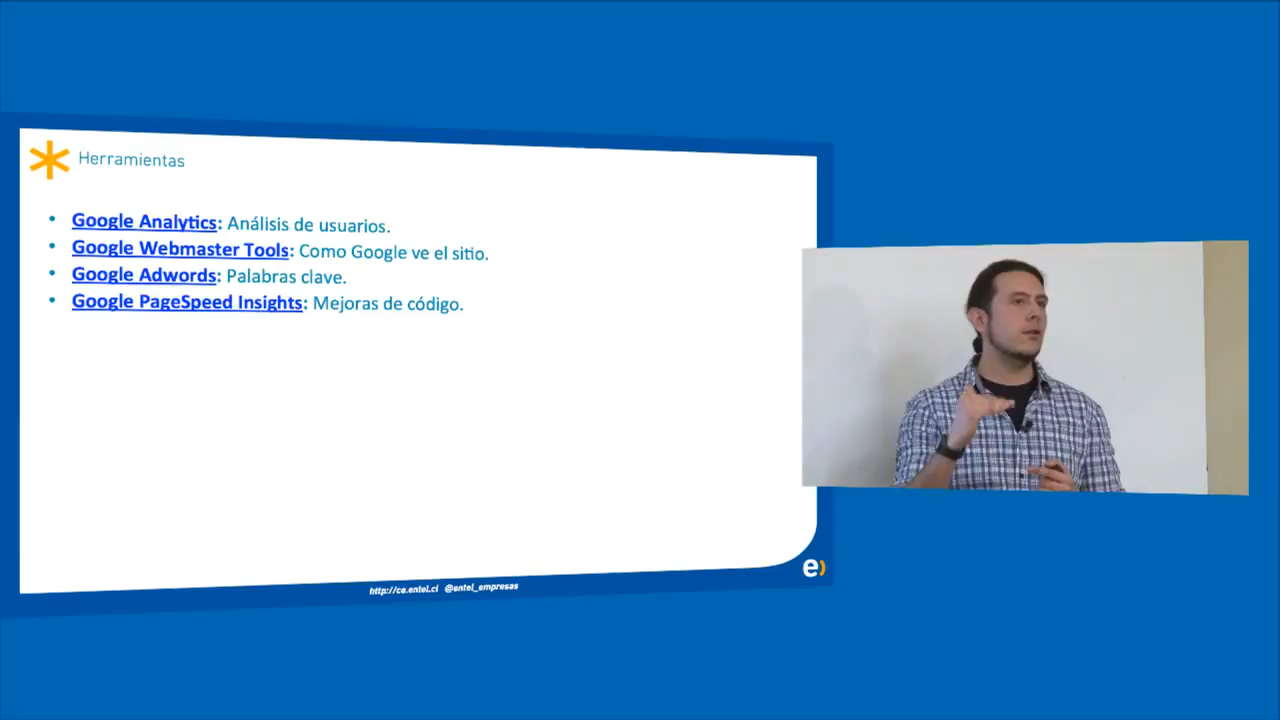 Herramientas
• Google Analytics: Análisis de usuarios.
• Google Webmaster Tools: Como Google ve el sitio.
• Google Adwords: Palabras clave.
• Google PageSpeed Insights: Mejoras de código.
e)
http://ce.entel.cl @entel_empresas